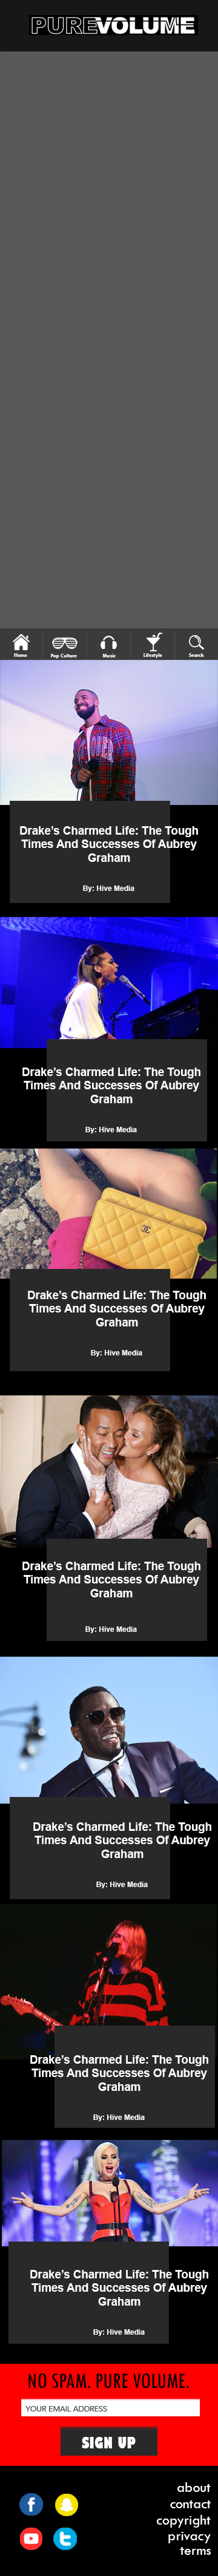 PUREVOLUME
Home
Pop Culture
Music
Lifestyle
Search
Drake's Charmed Life: The Tough
Times And Successes Of Aubrey
Graham
By: Hive Media
Drake's Charmed Life: The Tough
Times And Successes Of Aubrey
Graham
By: Hive Media
Drake's Charmed Life: The Tough
Times And Successes Of Aubrey
Graham
By: Hive Media
Drake's Charmed Life: The Tough
Times And Successes Of Aubrey
Graham
By: Hive Media
Drake's Charmed Life: The Tough
Times And Successes Of Aubrey
Graham
By: Hive Media
Drake's Charmed Life: The Tough
Times And Successes Of Aubrey
Graham
By: Hive Media
Drake's Charmed Life: The Tough
Times And Successes Of Aubrey
Graham
By: Hive Media
NO SPAM. PURE VOLUME.
YOUR EMAIL ADDRESS
SIGN UP
about
contact
copyright
privacy
terms